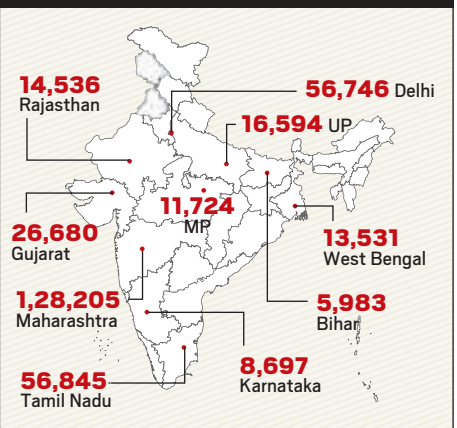 14,536
Rajasthan
56,746 Delhi
16,594 UP
11,724
MP
26,680
Gujarat
13,531
West Bengal
1,28,205
Maharashtra
5,983
Bihar
8,697
Karnataka
56,845
Tamil Nadu